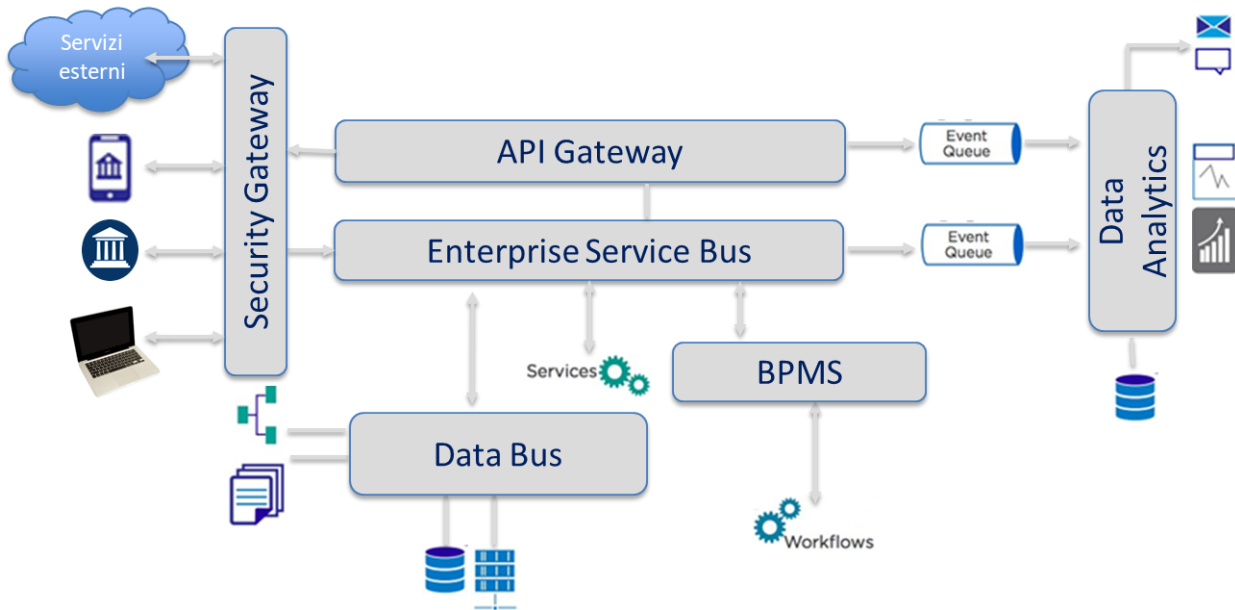 Servizi
esterni
Security Gateway
API Gateway
Event
Queue
Data
Analytics
Enterprise Service Bus
Event
Queue
Services
BPMS
Data Bus
Workflows